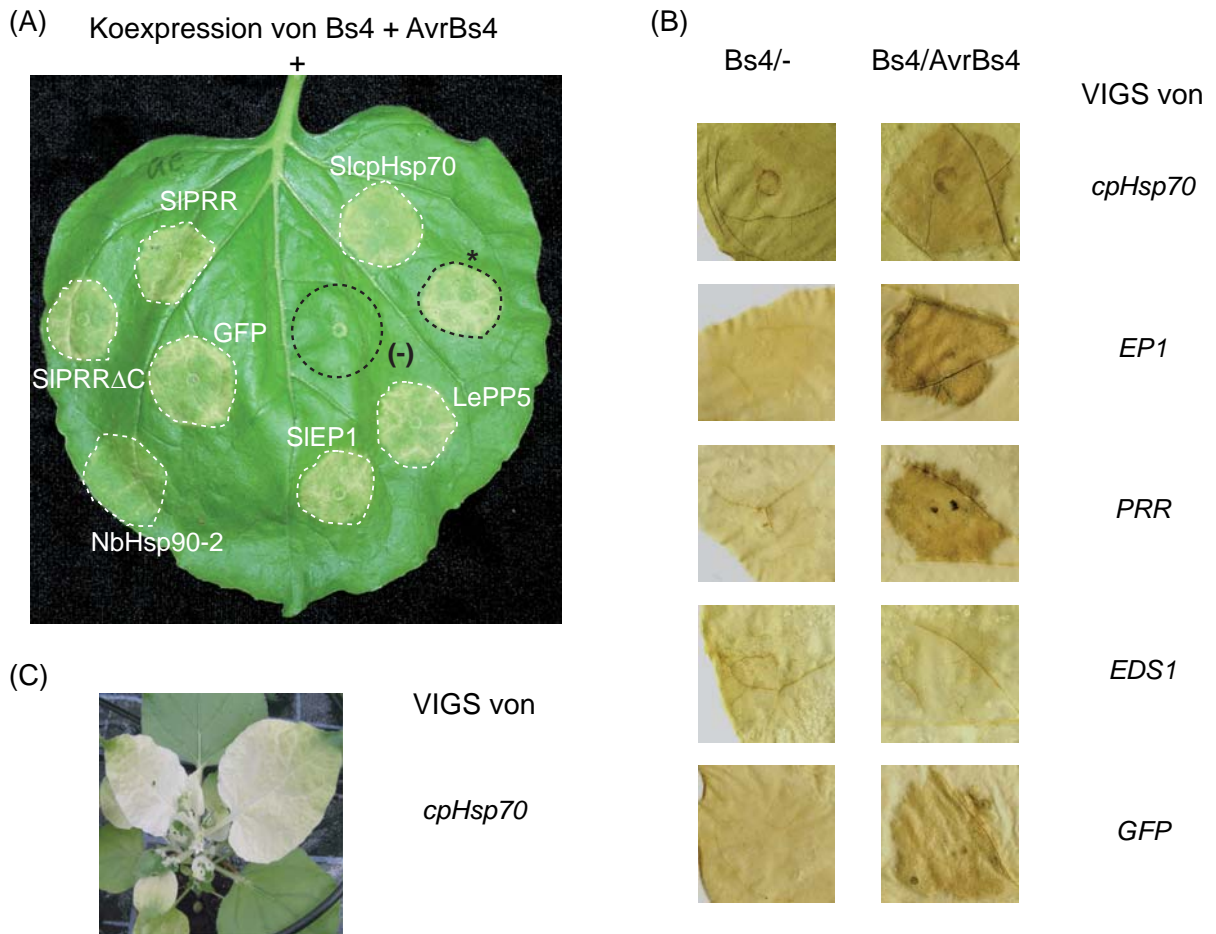 (A)
Koexpression von Bs4 + AvrBs4
+
SlcpHsp70
SlPRR
*
GFP
(-)
SlPRRΔC
LePP5
SlEP1
NbHsp90-2
(B)
Bs4/-
Bs4/AvrBs4
VIGS von
cpHsp70
EP1
PRR
EDS1
GFP
(C)
VIGS von
cpHsp70